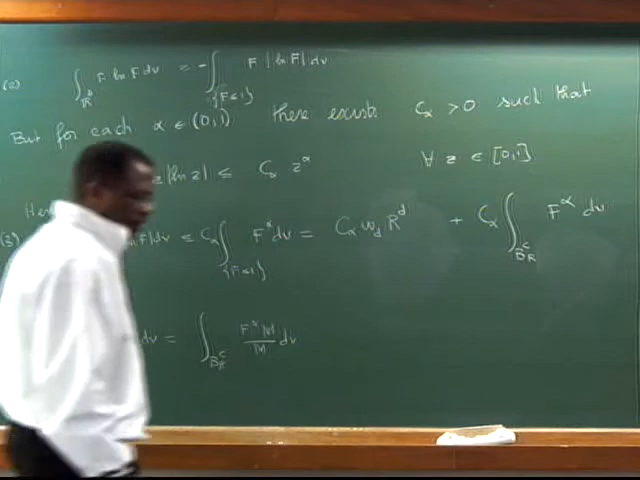 (2) ∫_{ℝ^d} F ln F dv = -∫_{{F≤1}} F |ln F| dv
But for each α ∈ (0,1) there exists C_α > 0 such that
z |ln z| ≤ C_α z^α ∀ z ∈ [0,1]
(3) ln F| dv ≤ C_α ∫_{{F≤1}} F^α dv = C_α ω_d R^d + C_α ∫_{B_R^c} F^α dv
dv = ∫_{B_R^c} F^α |v| / |v| dv